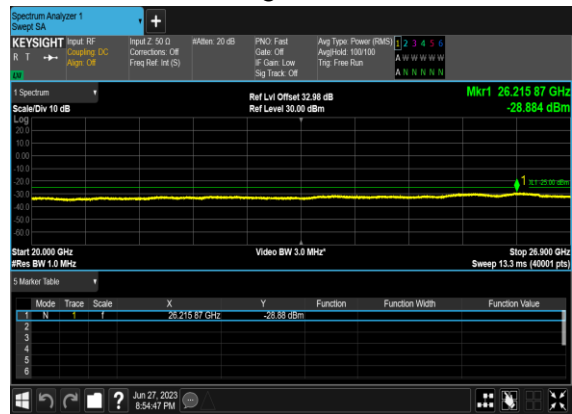 Spectrum Analyzer 1
Swept SA
+
KEYSIGHT Input: RF Input Z: 50 Ω #Atten: 20 dB PNO: Fast Avg Type: Power (RMS) 1 2 3 4 5 6
R T Coupling: DC Corrections: Off Gate: Off Avg|Hold: 100/100 A W W W W W
Align: Off Freq Ref: Int (S) IF Gain: Low Trig: Free Run
Sig Track: Off A N N N N N
1 Spectrum Ref Lvl Offset 32.98 dB Mkr1 26.215 87 GHz
Scale/Div 10 dB Ref Level 30.00 dBm -28.884 dBm
Log
20.0
10.0
0.00
-10.0
-20.0
1
-30.0
-40.0
-50.0
-60.0
Start 20.000 GHz Video BW 3.0 MHz* Stop 26.900 GHz
#Res BW 1.0 MHz Sweep 13.3 ms (40001 pts)
5 Marker Table
Mode Trace Scale X Y Function Function Width Function Value
1 N 1 f 26.215 87 GHz -28.88 dBm
2
3
4
5
6
? Jun 27, 2023
8:54:47 PM